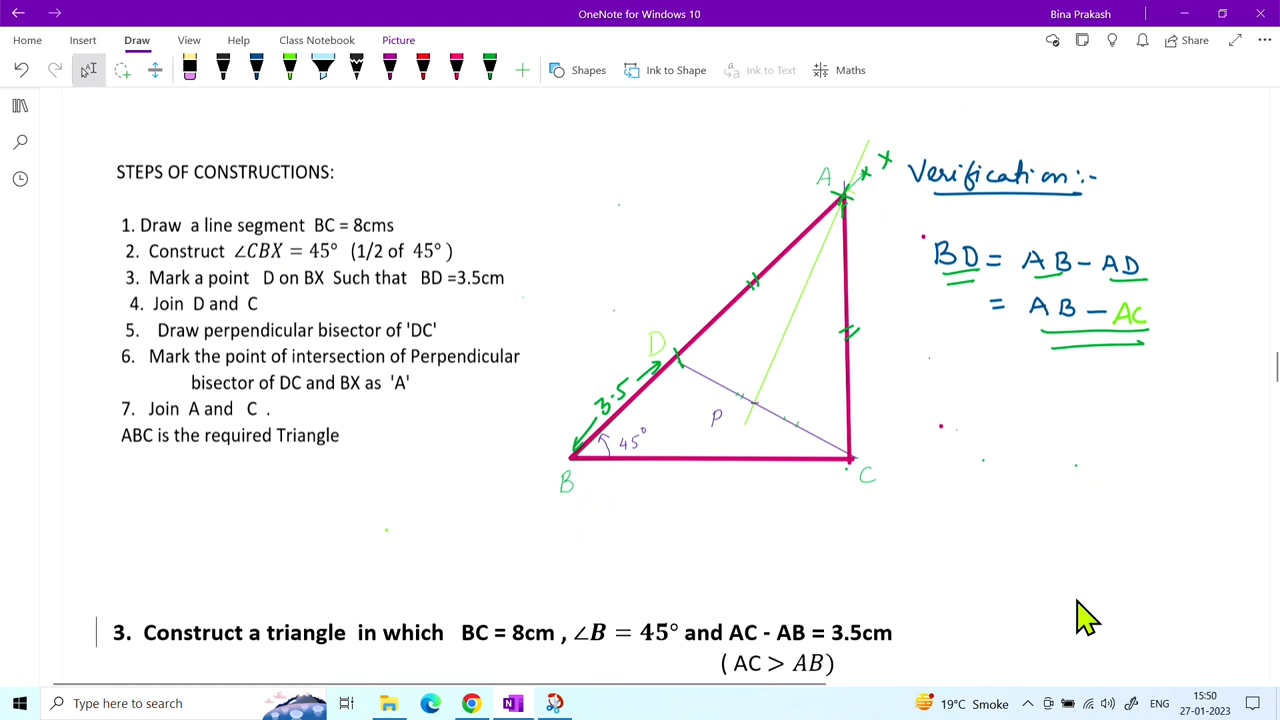 OneNote for Windows 10
Bina Prakash
Home Insert Draw View Help Class Notebook Picture
Share
Shapes Ink to Shape Ink to Text Maths
STEPS OF CONSTRUCTIONS:
1. Draw a line segment BC = 8cms
2. Construct ∠CBX = 45° (1/2 of 45° )
3. Mark a point D on BX Such that BD =3.5cm
4. Join D and C
5. Draw perpendicular bisector of 'DC'
6. Mark the point of intersection of Perpendicular
bisector of DC and BX as 'A'
7. Join A and C .
ABC is the required Triangle
A
X
D
3.5
P
45°
B
C
Verification:-
BD = AB - AD
= AB - AC
3. Construct a triangle in which BC = 8cm , ∠B = 45° and AC - AB = 3.5cm
( AC > AB)
Type here to search
19°C Smoke
ENG
15:50
27-01-2023